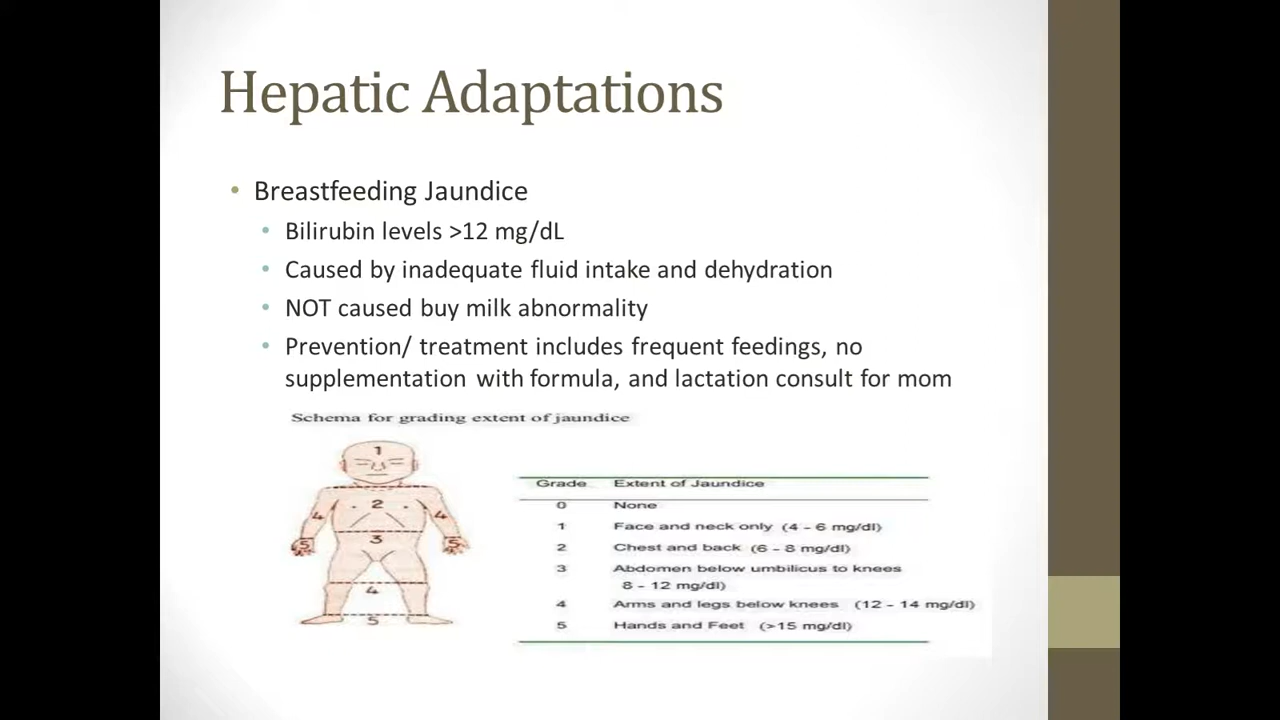 Hepatic Adaptations
• Breastfeeding Jaundice
• Bilirubin levels >12 mg/dL
• Caused by inadequate fluid intake and dehydration
• NOT caused buy milk abnormality
• Prevention/ treatment includes frequent feedings, no
supplementation with formula, and lactation consult for mom
Schema for grading extent of jaundice
1
2
4 4
3
5 5
4
5
Grade Extent of Jaundice
0 None
1 Face and neck only (4 - 6 mg/dl)
2 Chest and back (6 - 8 mg/dl)
3 Abdomen below umbilicus to knees
8 - 12 mg/dl)
4 Arms and legs below knees (12 - 14 mg/dl)
5 Hands and Feet (>15 mg/dl)